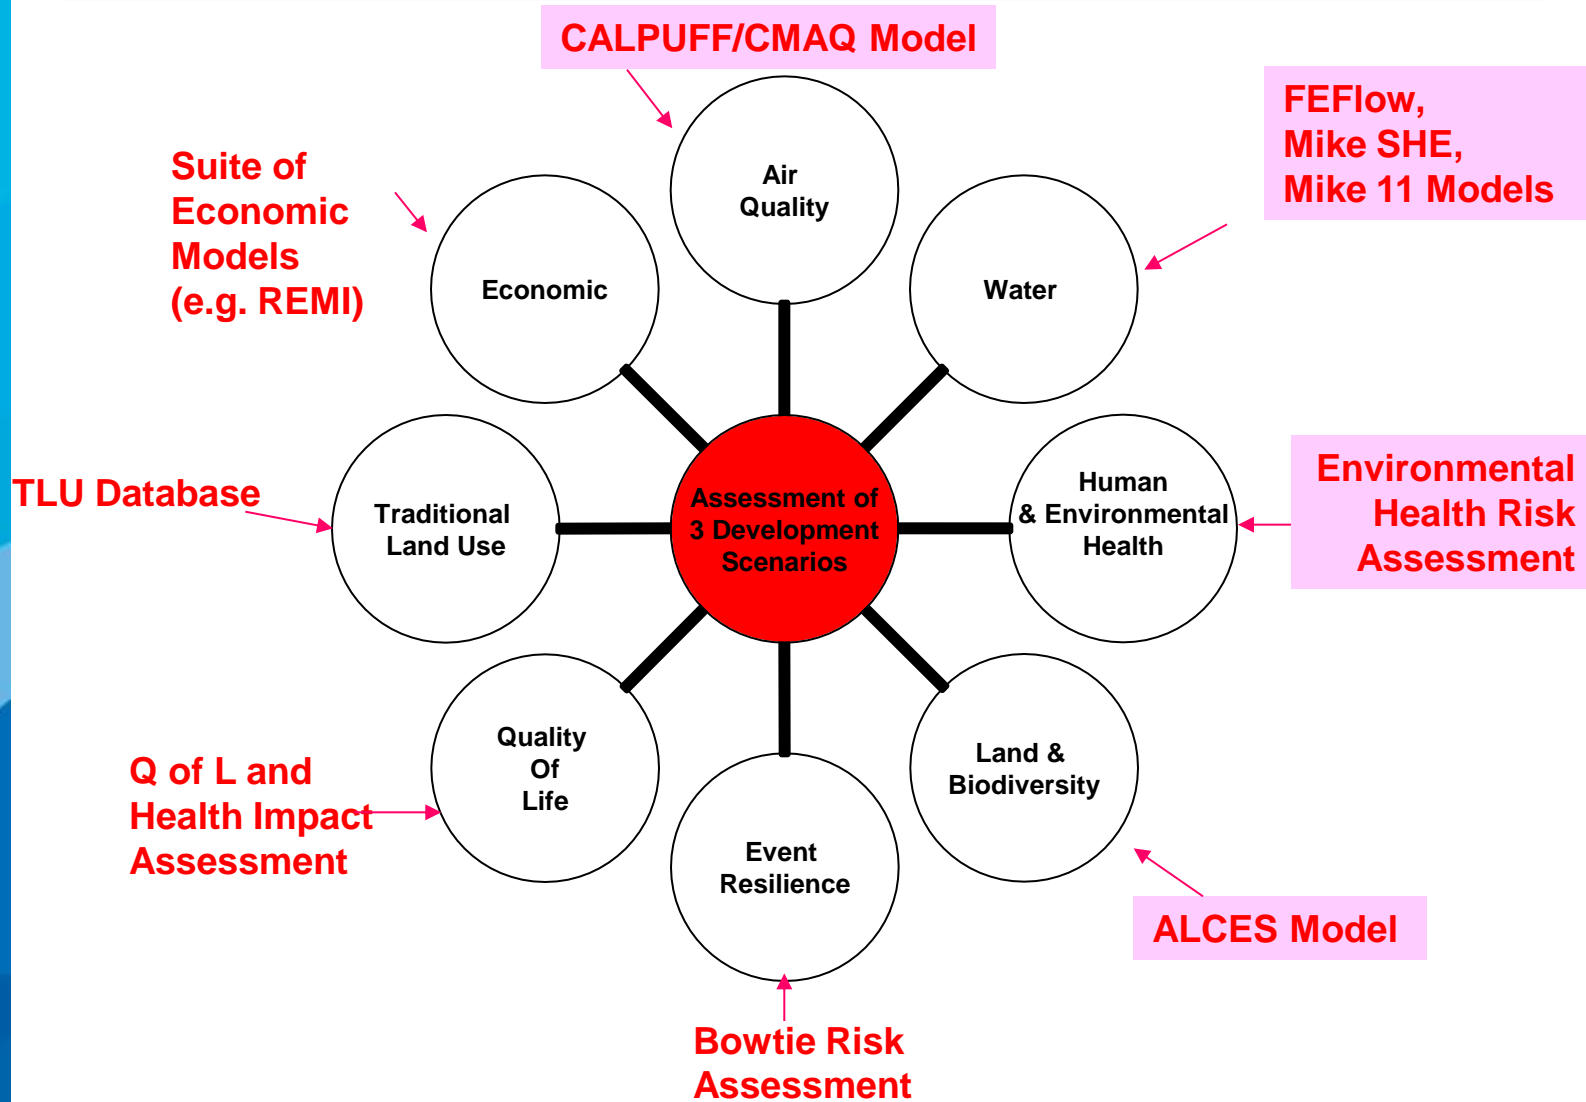 CALPUFF/CMAQ Model
FEFlow,
Mike SHE,
Mike 11 Models
Suite of
Economic
Models
(e.g. REMI)
Air
Quality
Economic
Water
TLU Database
Traditional
Land Use
Assessment of
3 Development
Scenarios
Human
& Environmental
Health
Environmental
Health Risk
Assessment
Q of L and
Health Impact
Assessment
Quality
Of
Life
Land &
Biodiversity
Event
Resilience
ALCES Model
Bowtie Risk
Assessment